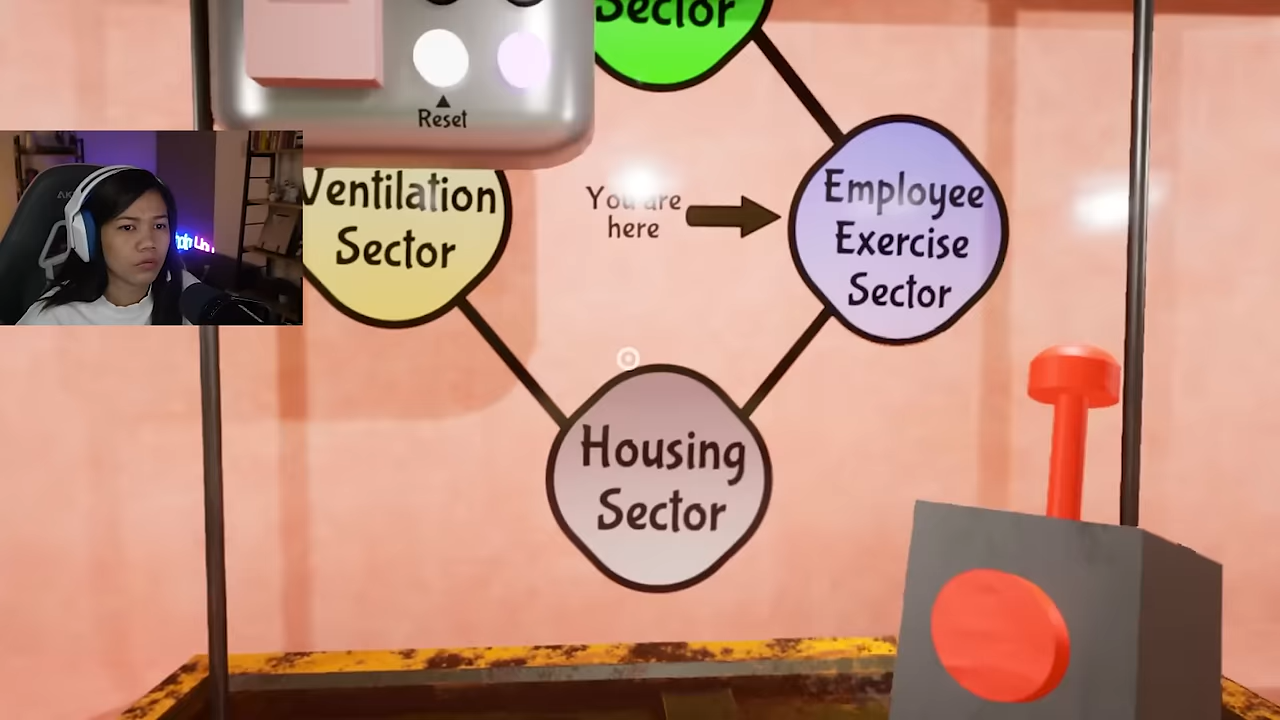 Sector
Reset
Ventilation
Sector
You are
here
Employee
Exercise
Sector
Housing
Sector